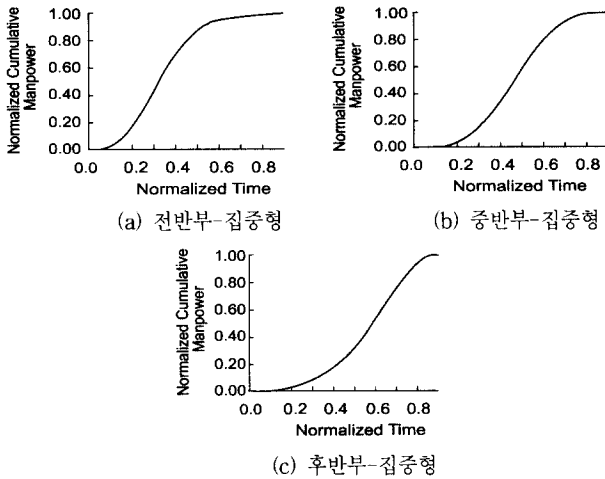 Normalized Cumulative
Manpower
1.00
0.80
0.60
0.40
0.20
0.00
0.0 0.2 0.4 0.6 0.8
Normalized Time
(a) 전반부-집중형
Normalized Cumulative
Manpower
1.00
0.80
0.60
0.40
0.20
0.00
0.0 0.2 0.4 0.6 0.8
Normalized Time
(b) 중반부-집중형
Normalized Cumulative
Manpower
1.00
0.80
0.60
0.40
0.20
0.00
0.0 0.2 0.4 0.6 0.8
Normalized Time
(c) 후반부-집중형